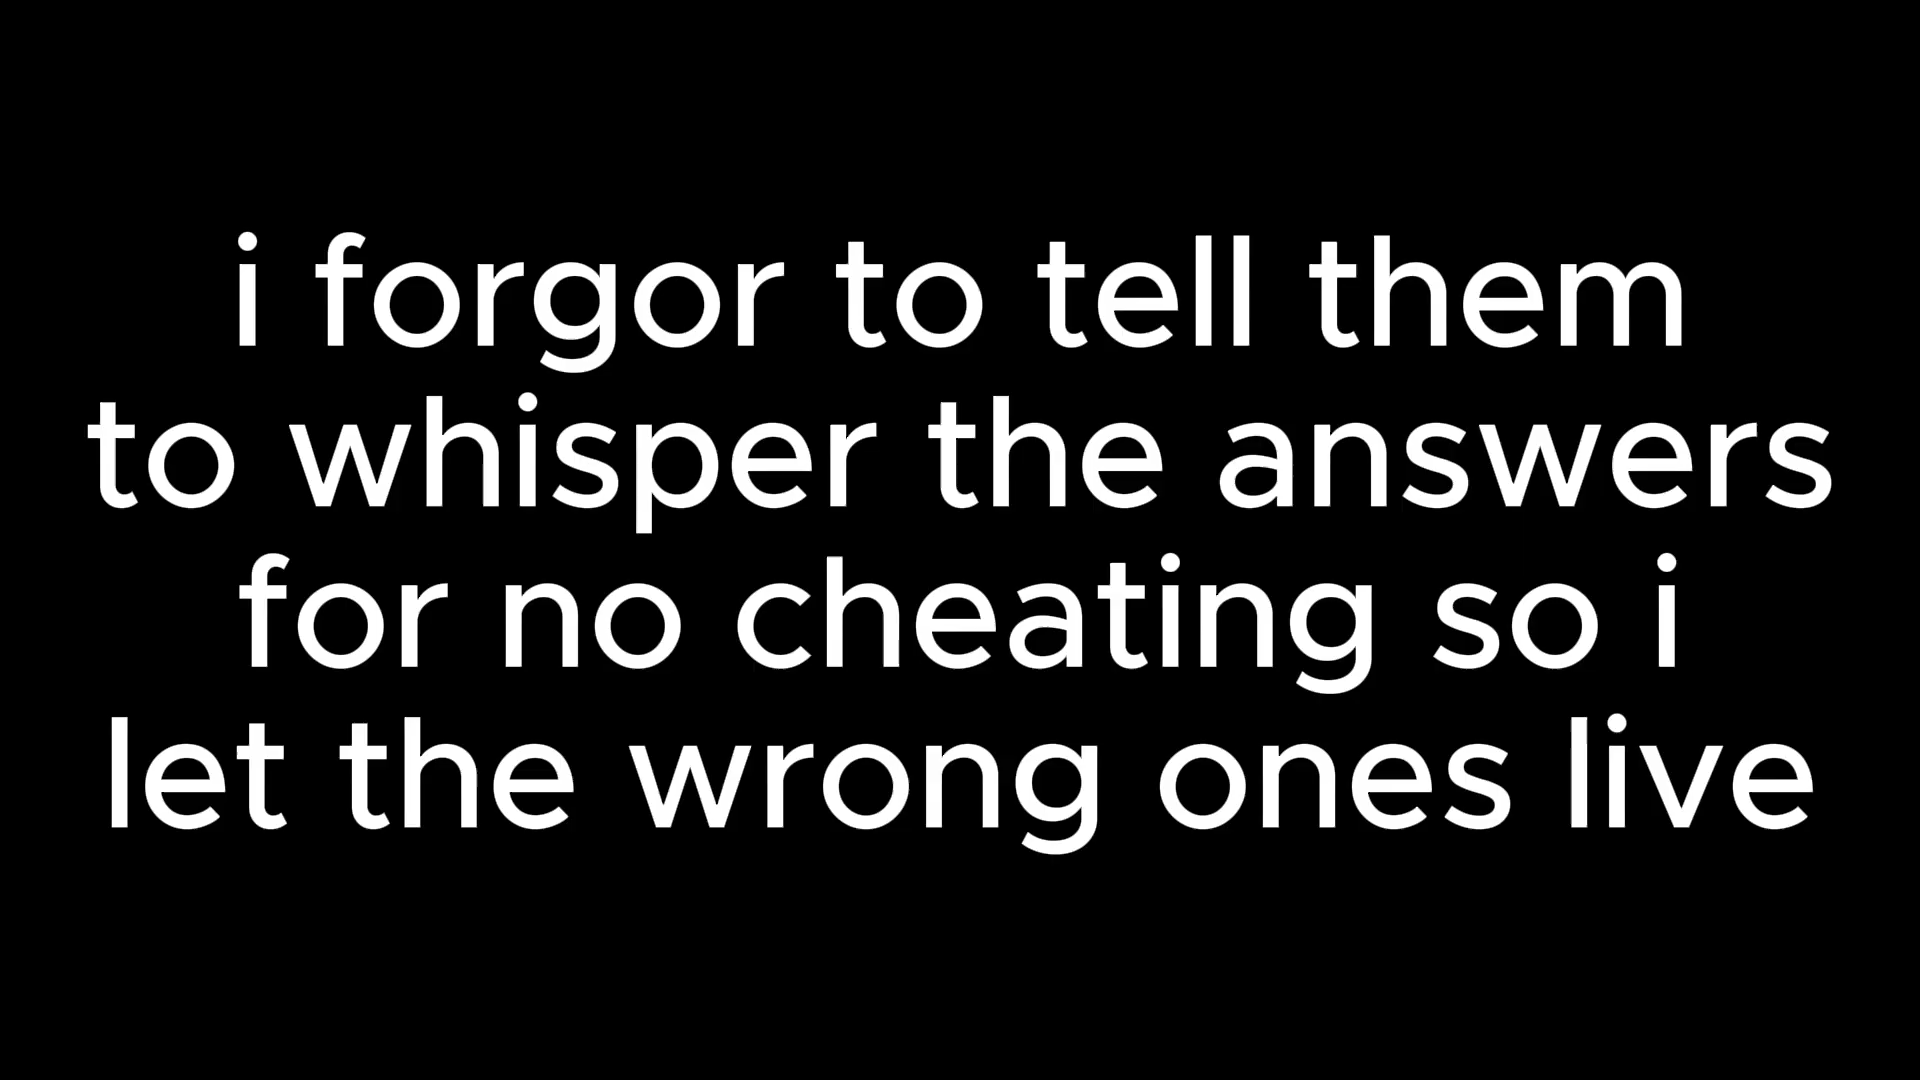 i forgor to tell them
to whisper the answers
for no cheating so i
let the wrong ones live